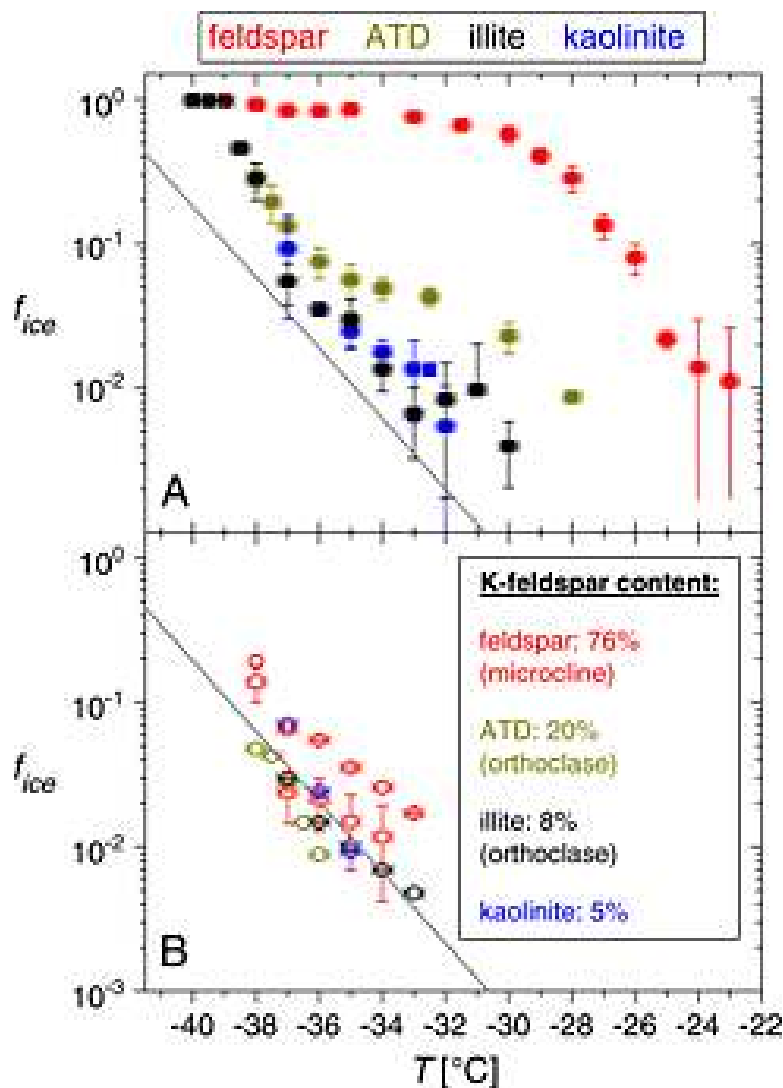 feldspar ATD illite kaolinite
10⁰
10⁻¹
f_ice
10⁻²
A
10⁰
K-feldspar content:
feldspar: 76%
(microcline)
10⁻¹
ATD: 20%
(orthoclase)
f_ice
illite: 8%
(orthoclase)
10⁻²
kaolinite: 5%
B
10⁻³
-40 -38 -36 -34 -32 -30 -28 -26 -24 -22
T [°C]